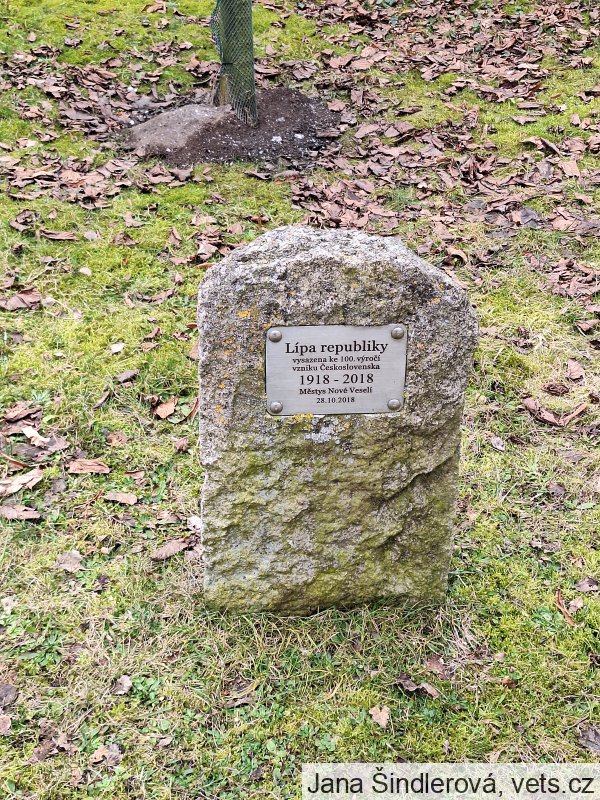 Lípa republiky
vysazena ke 100. výročí
vzniku Československa
1918 - 2018
Městys Nové Veselí
28.10.2018
Jana Šindlerová, vets.cz